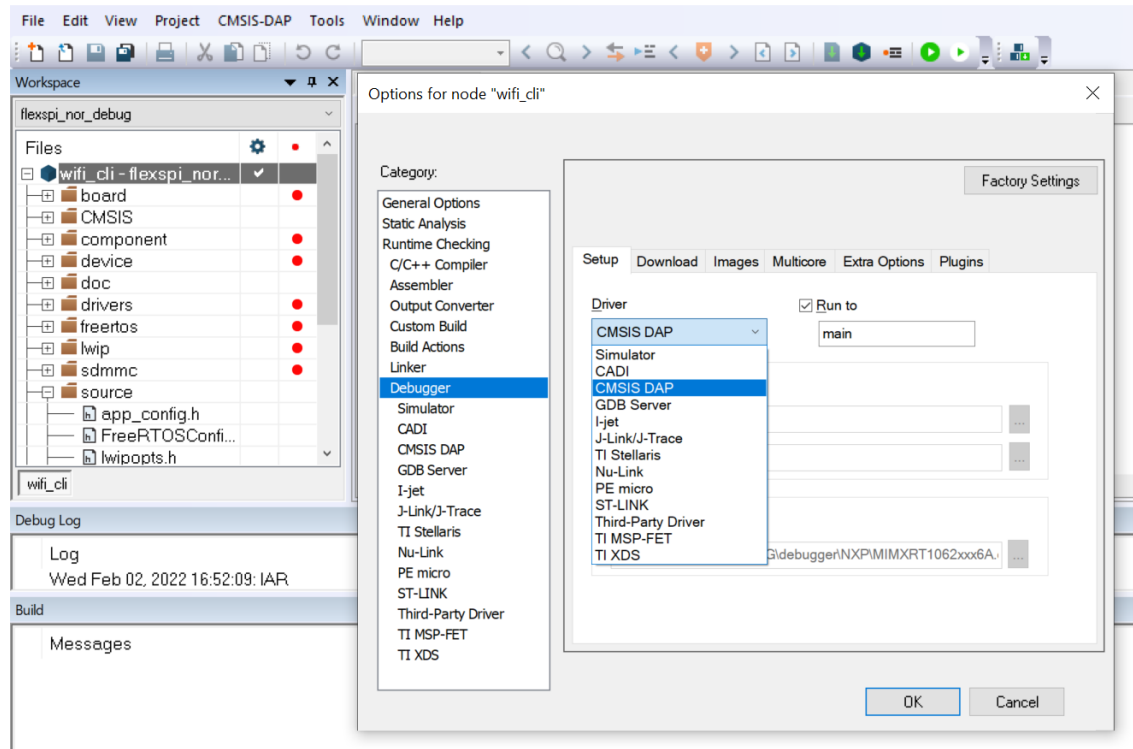 File Edit View Project CMSIS-DAP Tools Window Help
Workspace
flexspi_nor_debug
Files
wifi_cli - flexspi_nor...
board
CMSIS
component
device
doc
drivers
freertos
lwip
sdmmc
source
app_config.h
FreeRTOSConfi...
lwipopts.h
wifi_cli
Debug Log
Log
Wed Feb 02, 2022 16:52:09: IAR
Build
Messages
Options for node "wifi_cli"
Category:
General Options
Static Analysis
Runtime Checking
C/C++ Compiler
Assembler
Output Converter
Custom Build
Build Actions
Linker
Debugger
Simulator
CADI
CMSIS DAP
GDB Server
I-jet
J-Link/J-Trace
TI Stellaris
Nu-Link
PE micro
ST-LINK
Third-Party Driver
TI MSP-FET
TI XDS
Factory Settings
Setup Download Images Multicore Extra Options Plugins
Driver
Run to
CMSIS DAP
main
Simulator
CADI
CMSIS DAP
GDB Server
I-jet
J-Link/J-Trace
TI Stellaris
Nu-Link
PE micro
ST-LINK
Third-Party Driver
TI MSP-FET
TI XDS
...
...
G\debugger\NXP\MIMXRT1062xxx6A.
...
OK Cancel